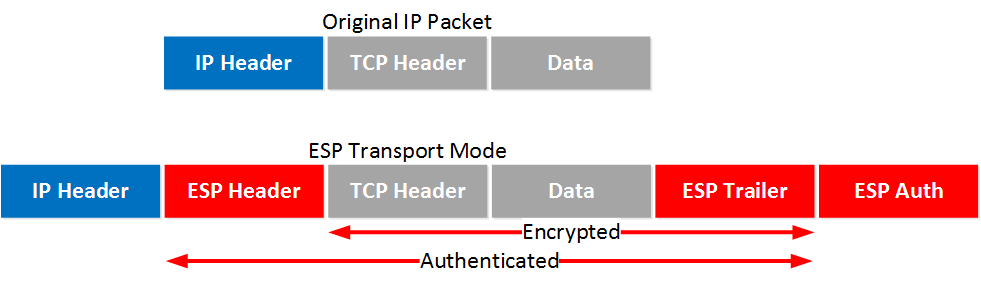 Original IP Packet
IP Header TCP Header Data
ESP Transport Mode
IP Header ESP Header TCP Header Data ESP Trailer ESP Auth
Encrypted
Authenticated